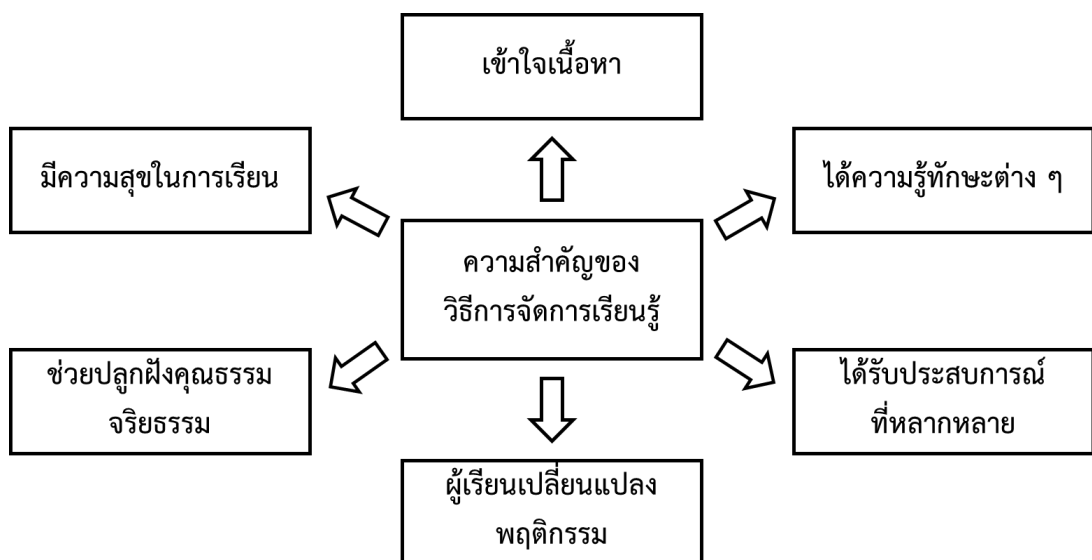 เข้าใจเนื้อหา
มีความสุขในการเรียน
ได้ความรู้ทักษะต่าง ๆ
ความสำคัญของ
วิธีการจัดการเรียนรู้
ช่วยปลูกฝังคุณธรรม
จริยธรรม
ได้รับประสบการณ์
ที่หลากหลาย
ผู้เรียนเปลี่ยนแปลง
พฤติกรรม